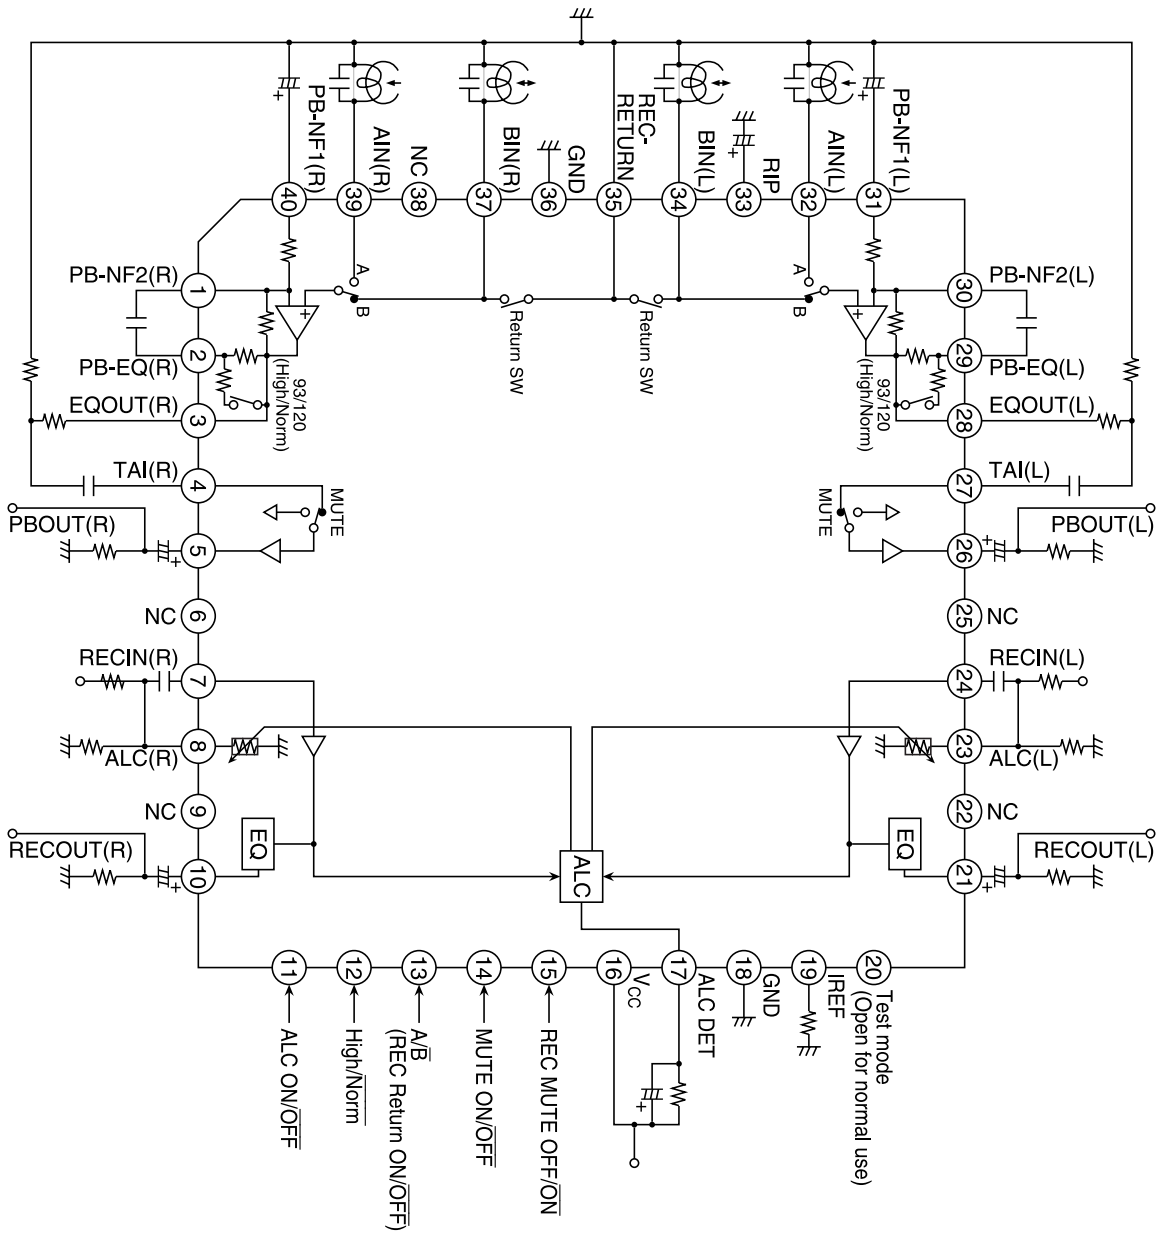 PB-NF1(R)
AIN(R)
NC
BIN(R)
GND
REC-
RETURN
BIN(L)
RIP
AIN(L)
PB-NF1(L)
40
39
38
37
36
35
34
33
32
31
+
+
+
PB-NF2(R)
1
A
B
+
Return SW
Return SW
A
B
+
30
PB-NF2(L)
2
PB-EQ(R)
93/120
(High/Norm)
93/120
(High/Norm)
29
PB-EQ(L)
EQOUT(R)
3
28
EQOUT(L)
TAI(R)
4
MUTE
MUTE
27
TAI(L)
PBOUT(R)
+
5
26
+
PBOUT(L)
NC
6
25
NC
RECIN(R)
7
24
RECIN(L)
8
ALC(R)
23
ALC(L)
NC
9
22
NC
RECOUT(R)
+
10
EQ
ALC
EQ
21
+
RECOUT(L)
11
12
13
14
15
16
17
18
19
20
ALC ON/O̅F̅F̅
High/N̅o̅r̅m̅
A/B̅
(REC Return ON/O̅F̅F̅)
MUTE ON/O̅F̅F̅
REC MUTE OFF/O̅N̅
VCC
ALC DET
+
GND
IREF
Test mode
(Open for normal use)